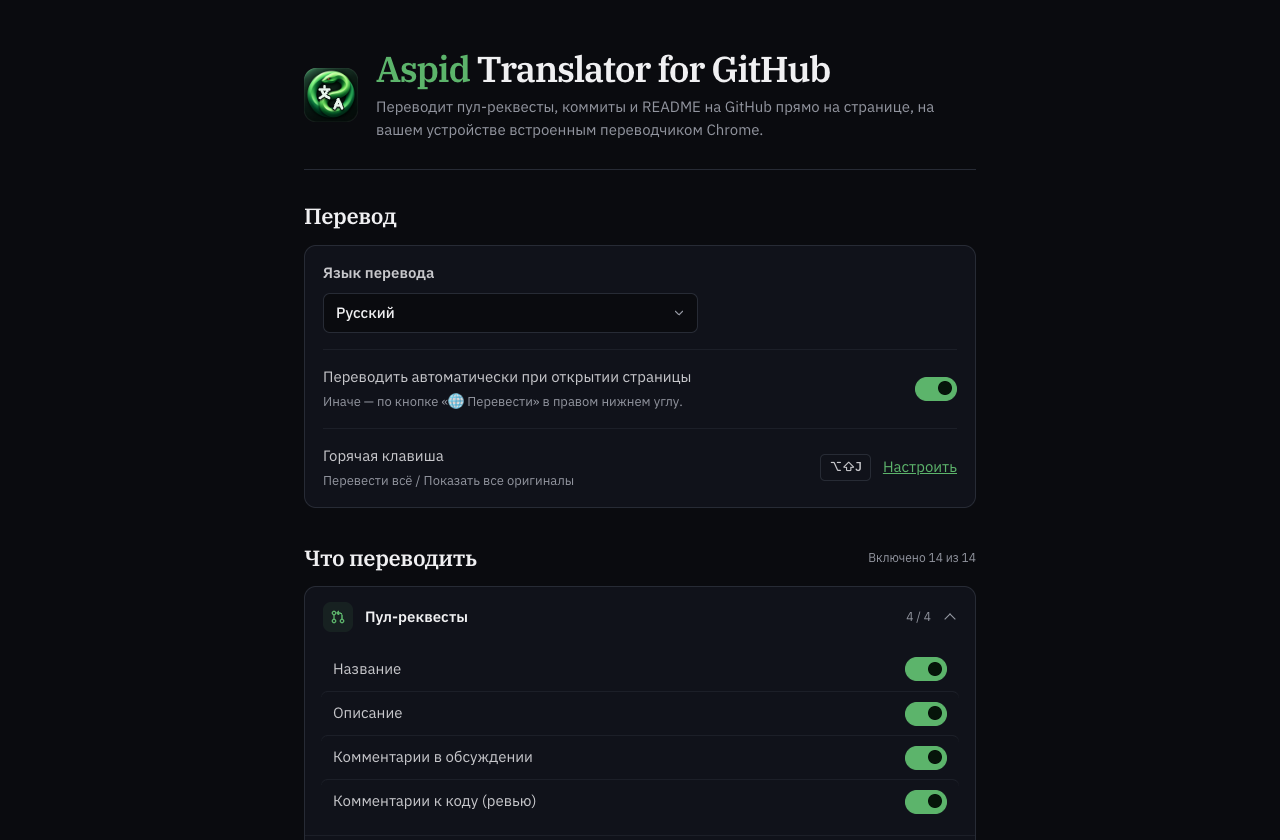 文A
Aspid Translator for GitHub
Переводит пул-реквесты, коммиты и README на GitHub прямо на странице, на
вашем устройстве встроенным переводчиком Chrome.
Перевод
Язык перевода
Русский
Переводить автоматически при открытии страницы
Иначе — по кнопке «🌐 Перевести» в правом нижнем углу.
Горячая клавиша
Перевести всё / Показать все оригиналы
⌥⇧J
Настроить
Что переводить
Включено 14 из 14
Пул-реквесты
4 / 4
Название
Описание
Комментарии в обсуждении
Комментарии к коду (ревью)